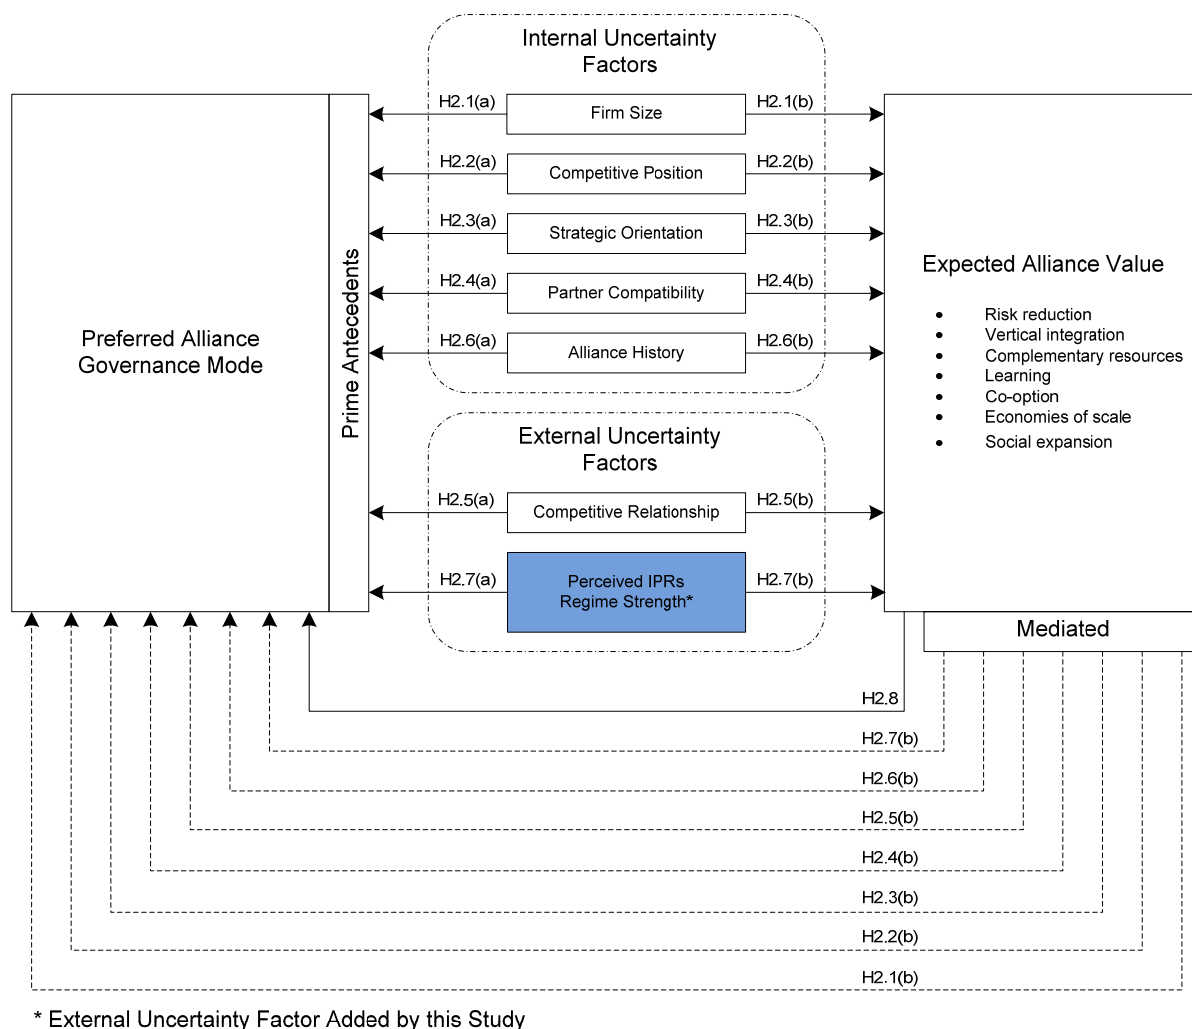 Internal Uncertainty
Factors
H2.1(a)
Firm Size
H2.1(b)
H2.2(a)
Competitive Position
H2.2(b)
H2.3(a)
Strategic Orientation
H2.3(b)
H2.4(a)
Partner Compatibility
H2.4(b)
H2.6(a)
Alliance History
H2.6(b)
Preferred Alliance
Governance Mode
Prime Antecedents
Expected Alliance Value
• Risk reduction
• Vertical integration
• Complementary resources
• Learning
• Co-option
• Economies of scale
• Social expansion
External Uncertainty
Factors
H2.5(a)
Competitive Relationship
H2.5(b)
H2.7(a)
Perceived IPRs
Regime Strength*
H2.7(b)
Mediated
H2.8
H2.7(b)
H2.6(b)
H2.5(b)
H2.4(b)
H2.3(b)
H2.2(b)
H2.1(b)
* External Uncertainty Factor Added by this Study